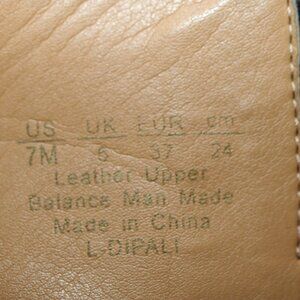 US UK EUR cm
7M 5 37 24
Leather Upper
Balance Man Made
Made in China
L-DIPALI